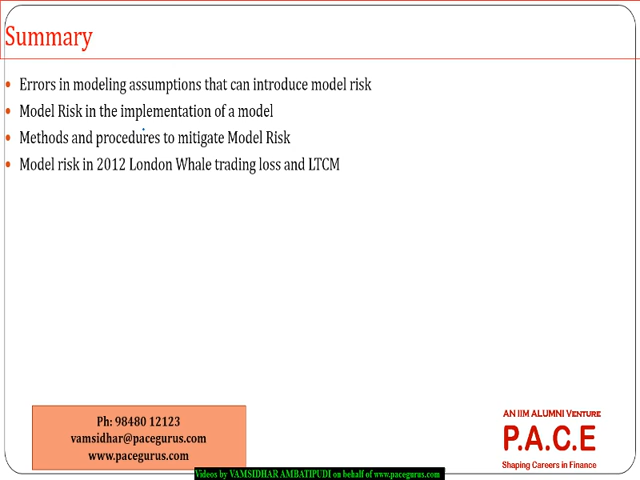 Summary
Errors in modeling assumptions that can introduce model risk
Model Risk in the implementation of a model
Methods and procedures to mitigate Model Risk
Model risk in 2012 London Whale trading loss and LTCM
Ph: 98480 12123
vamsidhar@pacegurus.com
www.pacegurus.com
AN IIM ALUMNI VENTURE
P.A.C.E
Shaping Careers in Finance
Videos by VAMSIDHAR AMBATIPUDI on behalf of www.pacegurus.com